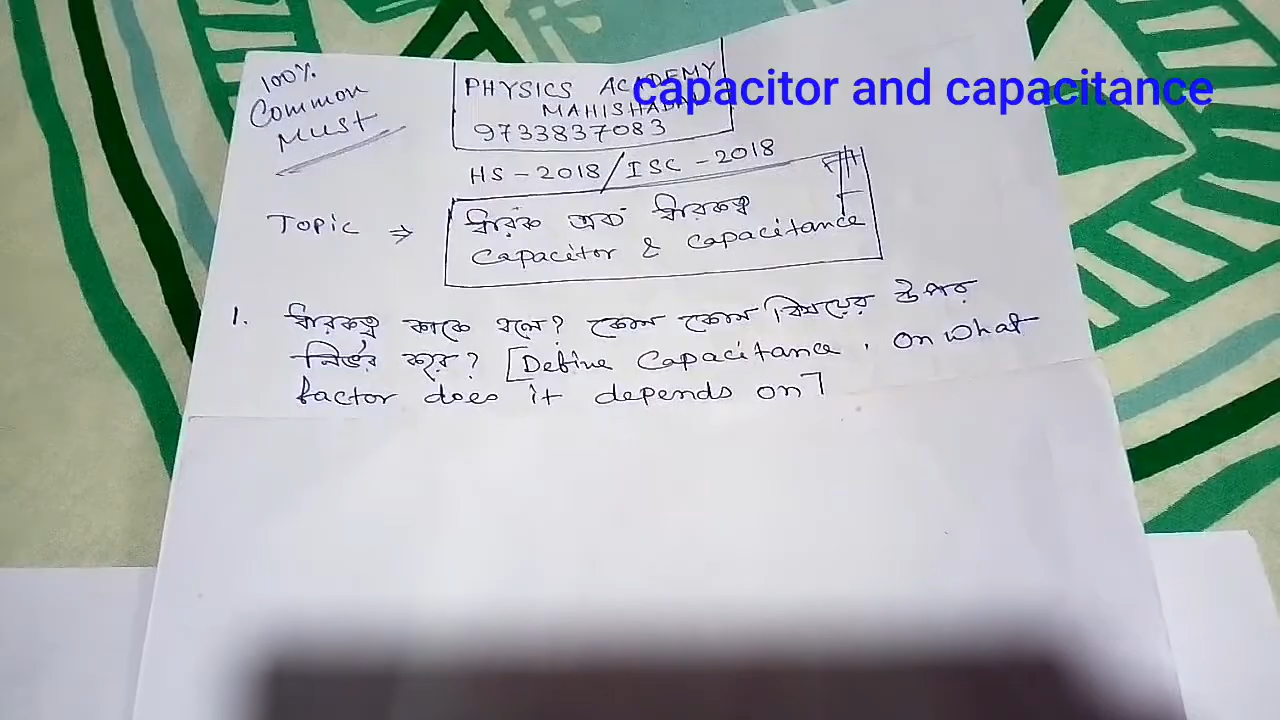 capacitor and capacitance
100%
Common
Must
PHYSICS ACADEMY
MAHISHADAL
9733837083
HS - 2018 / ISC - 2018
Topic ⇒
ধারক এবং ধারকত্ব
Capacitor & Capacitance
1. ধারকত্ব কাকে বলে? কোন কোন বিষয়ের উপর
নির্ভর করে? [Define Capacitance. On what
factor does it depends on]